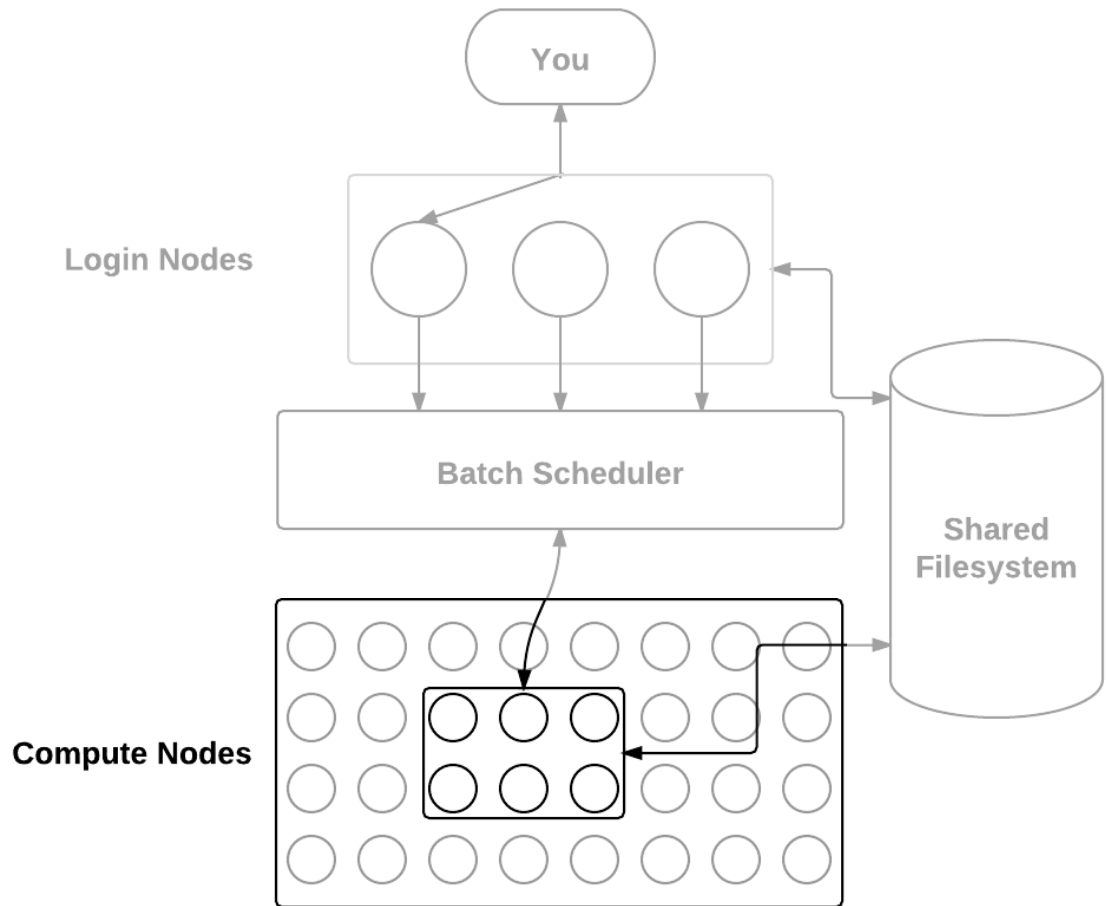 You
Login Nodes
Batch Scheduler
Shared
Filesystem
Compute Nodes